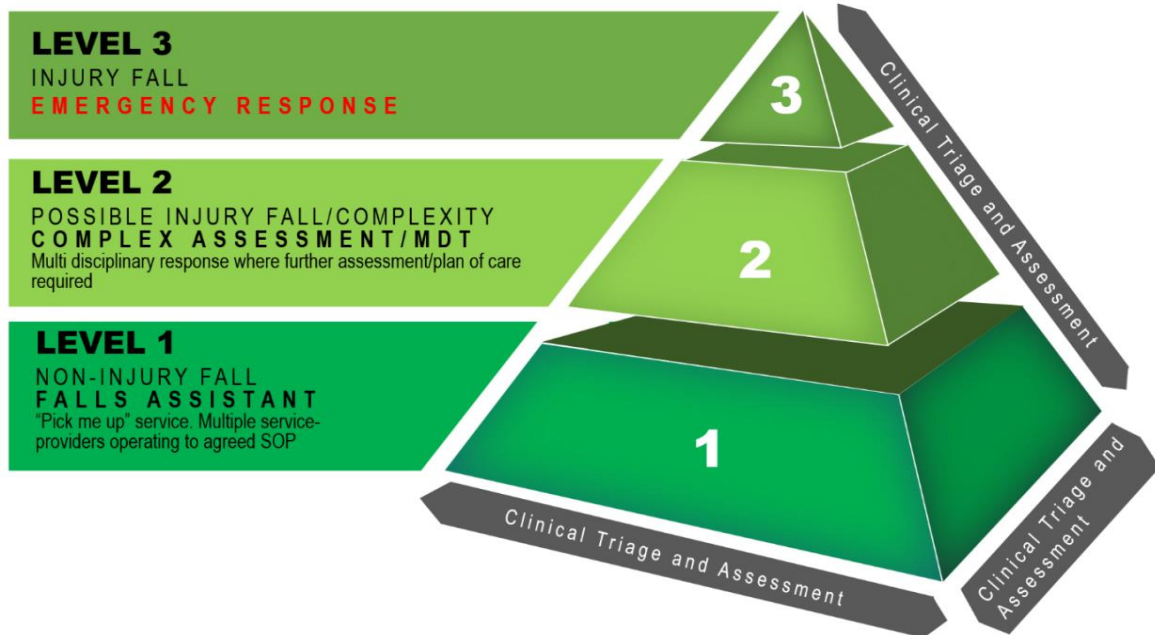 LEVEL 3
INJURY FALL
EMERGENCY RESPONSE
LEVEL 2
POSSIBLE INJURY FALL/COMPLEXITY
COMPLEX ASSESSMENT/MDT
Multi disciplinary response where further assessment/plan of care
required
LEVEL 1
NON-INJURY FALL
FALLS ASSISTANT
“Pick me up” service. Multiple service-
providers operating to agreed SOP
3
2
1
Clinical Triage and Assessment
Clinical Triage and Assessment
Clinical Triage and
Assessment